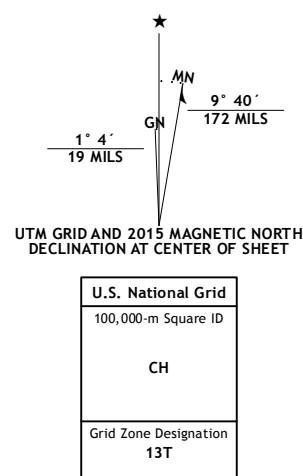 ★
MN
GN
9° 40´
172 MILS
1° 4´
19 MILS
UTM GRID AND 2015 MAGNETIC NORTH
DECLINATION AT CENTER OF SHEET
U.S. National Grid
100,000-m Square ID
CH
Grid Zone Designation
13T